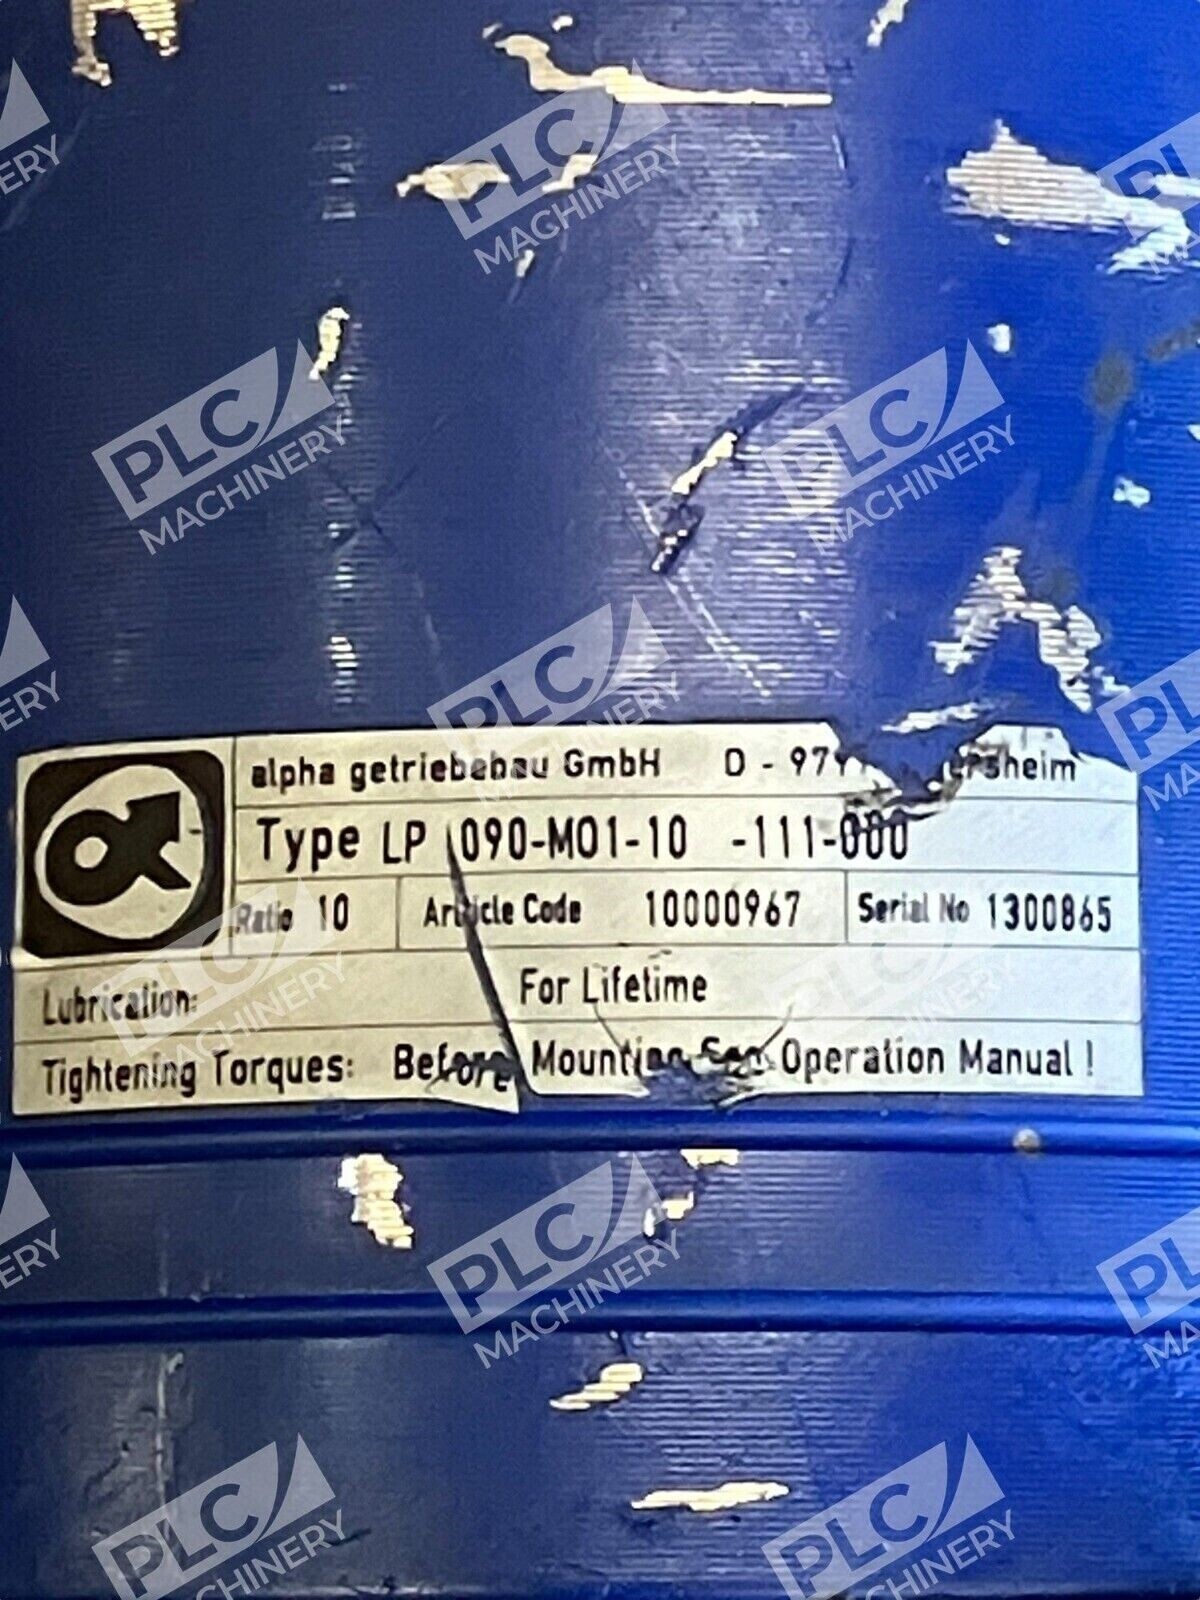 alpha getriebebau GmbH D - 979
Type LP 090-M01-10 -111-000
Ratio 10 Article Code 10000967 Serial No 1300865
Lubrication: For Lifetime
Tightening Torques: Before Mounting See Operation Manual !
PLC MACHINERY